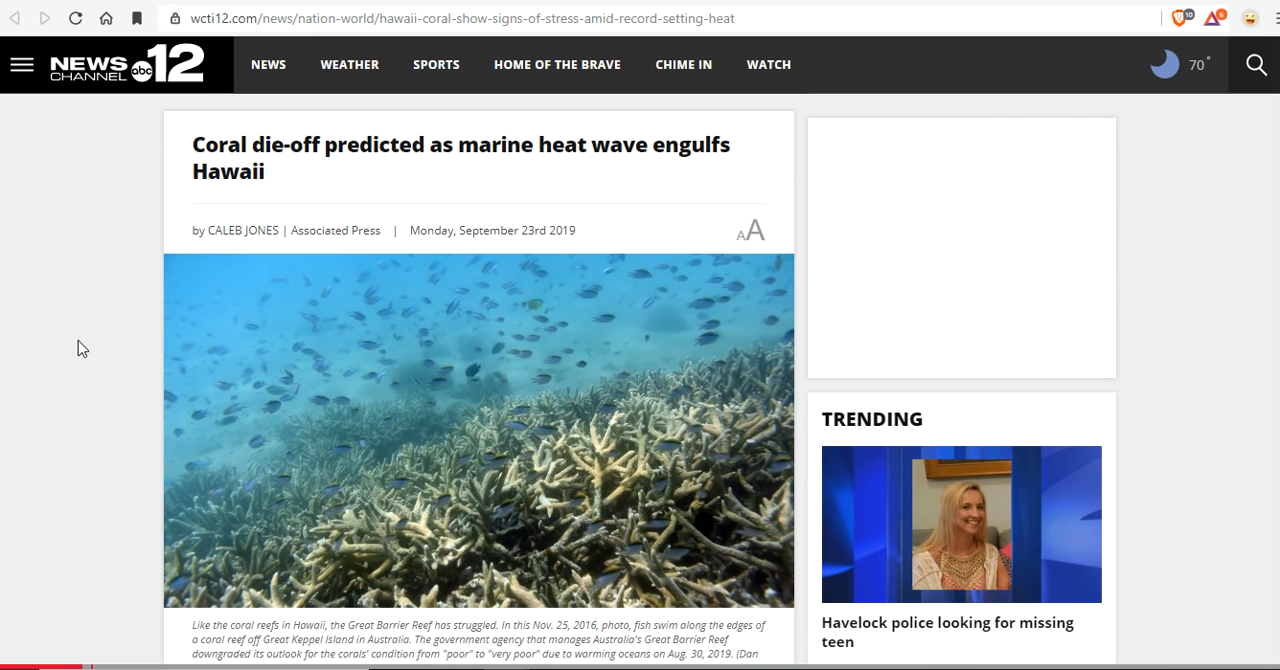 wcti12.com/news/nation-world/hawaii-coral-show-signs-of-stress-amid-record-setting-heat
10
6
NEWS
CHANNEL abc 12
NEWS WEATHER SPORTS HOME OF THE BRAVE CHIME IN WATCH
70°
Coral die-off predicted as marine heat wave engulfs
Hawaii
by CALEB JONES | Associated Press | Monday, September 23rd 2019
AA
Like the coral reefs in Hawaii, the Great Barrier Reef has struggled. In this Nov. 25, 2016, photo, fish swim along the edges of
a coral reef off Great Keppel Island in Australia. The government agency that manages Australia's Great Barrier Reef
downgraded its outlook for the corals' condition from "poor" to "very poor" due to warming oceans on Aug. 30, 2019. (Dan
TRENDING
Havelock police looking for missing
teen